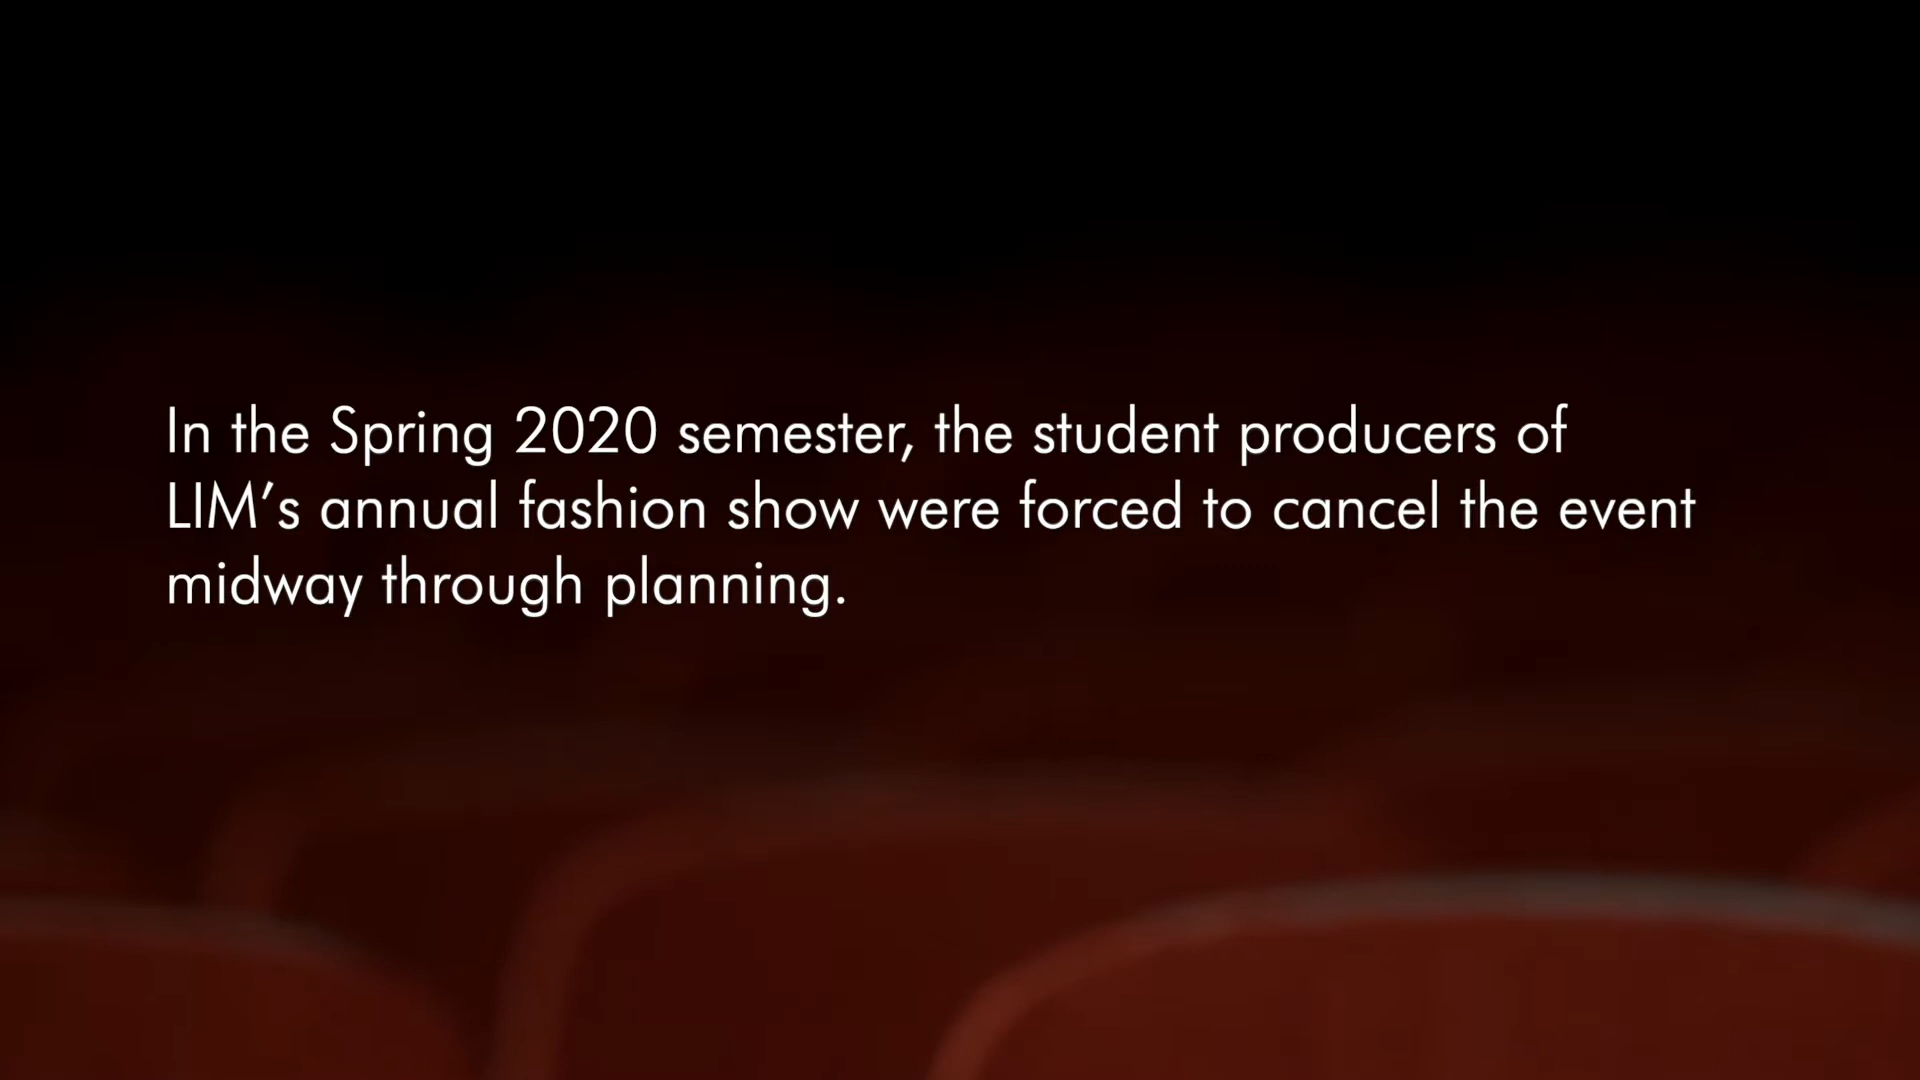 In the Spring 2020 semester, the student producers of
LIM’s annual fashion show were forced to cancel the event
midway through planning.